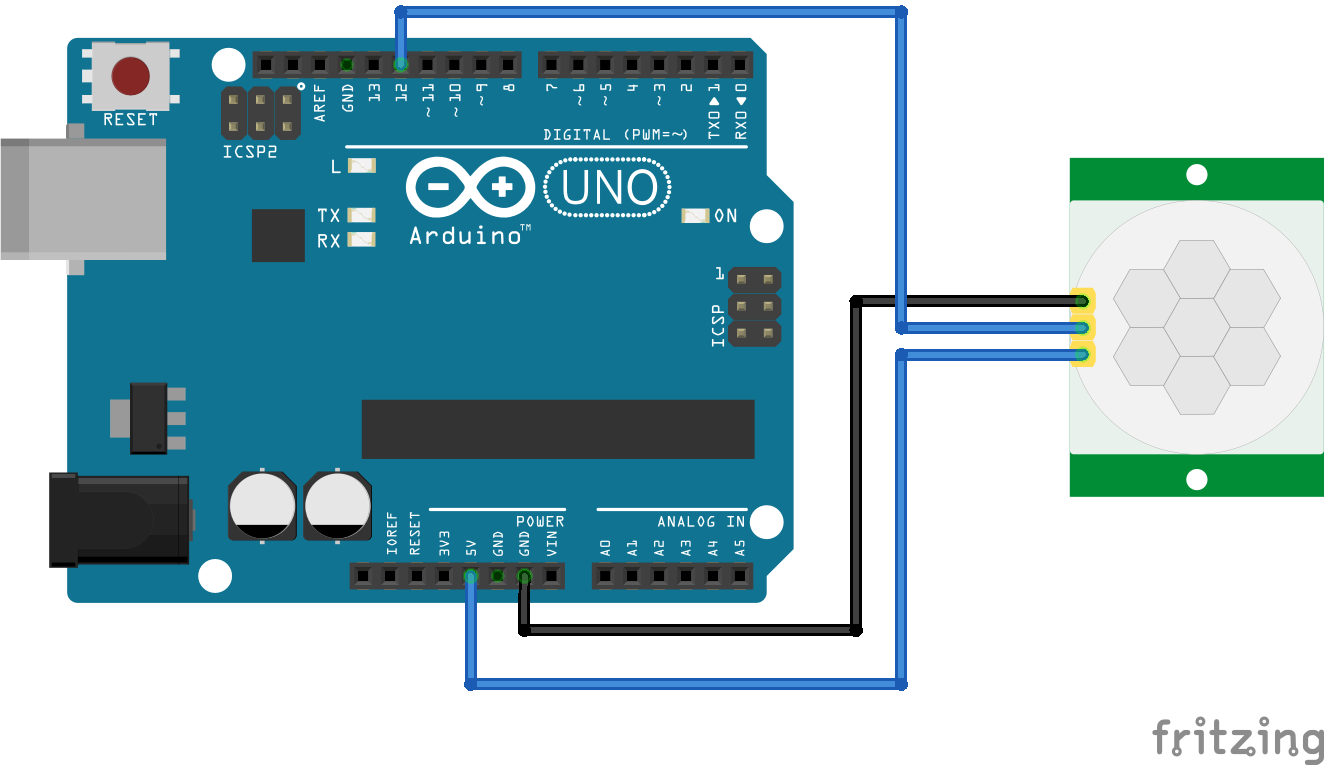 RESET
ICSP2
AREF
GND
13
12
~11
~10
~9
8
7
~6
~5
4
~3
2
TX0▶1
RX0◀0
DIGITAL (PWM=~)
L
TX
RX
Arduino™
UNO
ON
1
ICSP
POWER
ANALOG IN
IOREF
RESET
3V3
5V
GND
GND
VIN
A0
A1
A2
A3
A4
A5
fritzing